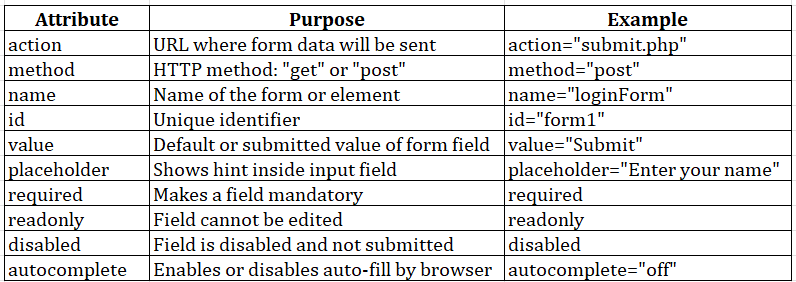 Attribute Purpose Example
action URL where form data will be sent action="submit.php"
method HTTP method: "get" or "post" method="post"
name Name of the form or element name="loginForm"
id Unique identifier id="form1"
value Default or submitted value of form field value="Submit"
placeholder Shows hint inside input field placeholder="Enter your name"
required Makes a field mandatory required
readonly Field cannot be edited readonly
disabled Field is disabled and not submitted disabled
autocomplete Enables or disables auto-fill by browser autocomplete="off"